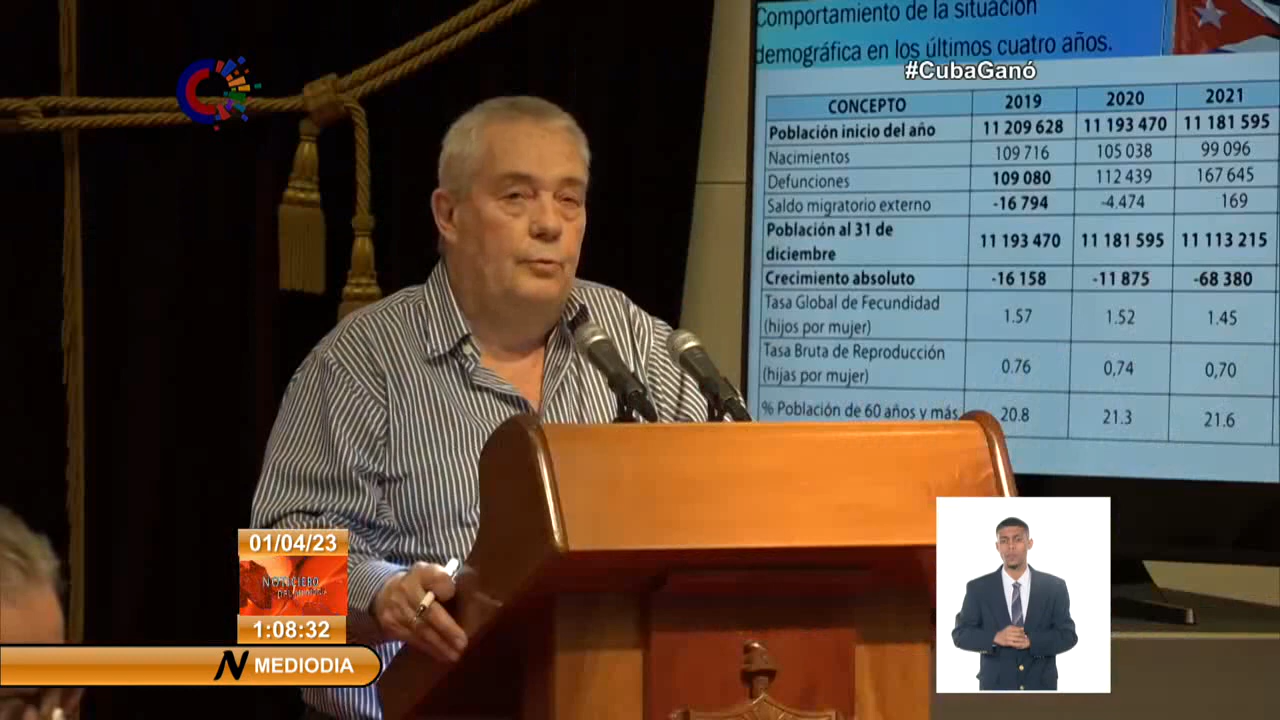 Comportamiento de la situación
demográfica en los últimos cuatro años.
#CubaGanó
CONCEPTO 2019 2020 2021
Población inicio del año 11 209 628 11 193 470 11 181 595
Nacimientos 109 716 105 038 99 096
Defunciones 109 080 112 439 167 645
Saldo migratorio externo -16 794 -4.474 169
Población al 31 de
diciembre 11 193 470 11 181 595 11 113 215
Crecimiento absoluto -16 158 -11 875 -68 380
Tasa Global de Fecundidad
(hijos por mujer) 1.57 1.52 1.45
Tasa Bruta de Reproducción
(hijas por mujer) 0.76 0,74 0,70
% Población de 60 años y más 20.8 21.3 21.6
01/04/23
NOTICIERO
1:08:32
N MEDIODIA